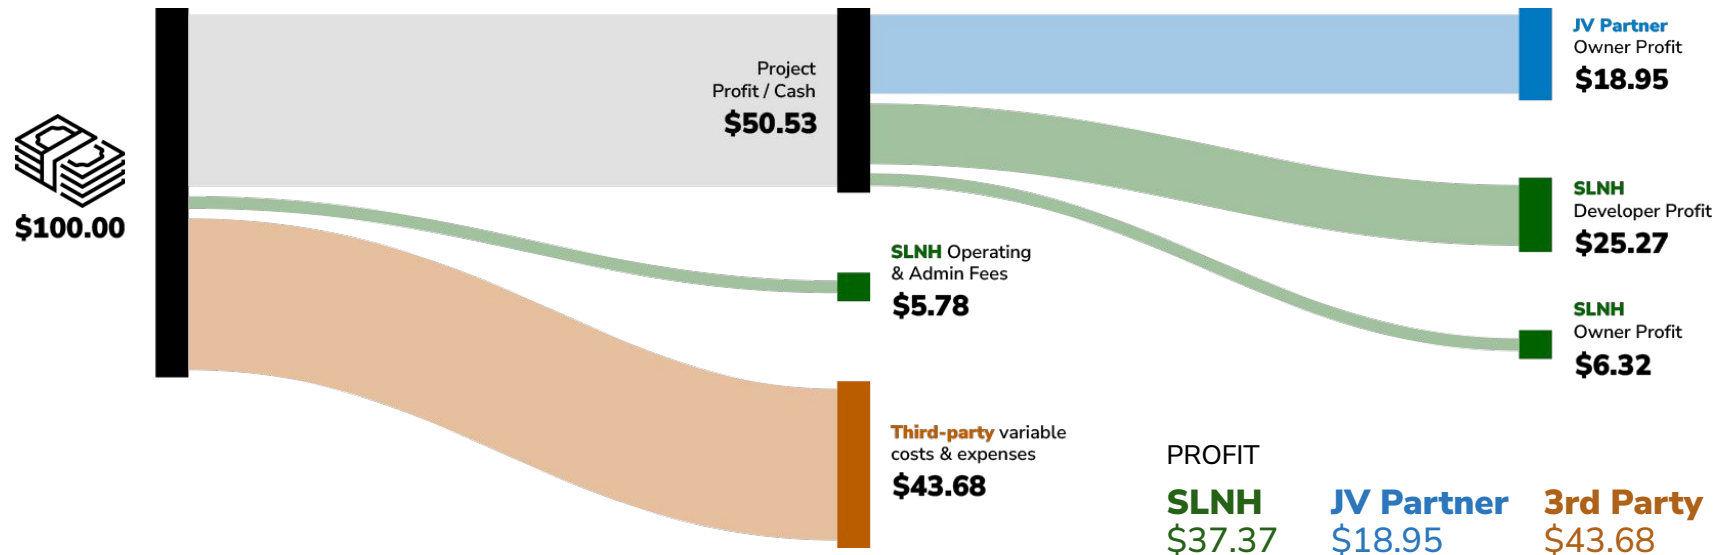 $100.00
Project
Profit / Cash
$50.53
SLNH Operating
& Admin Fees
$5.78
Third-party variable
costs & expenses
$43.68
JV Partner
Owner Profit
$18.95
SLNH
Developer Profit
$25.27
SLNH
Owner Profit
$6.32
PROFIT
SLNH JV Partner 3rd Party
$37.37 $18.95 $43.68